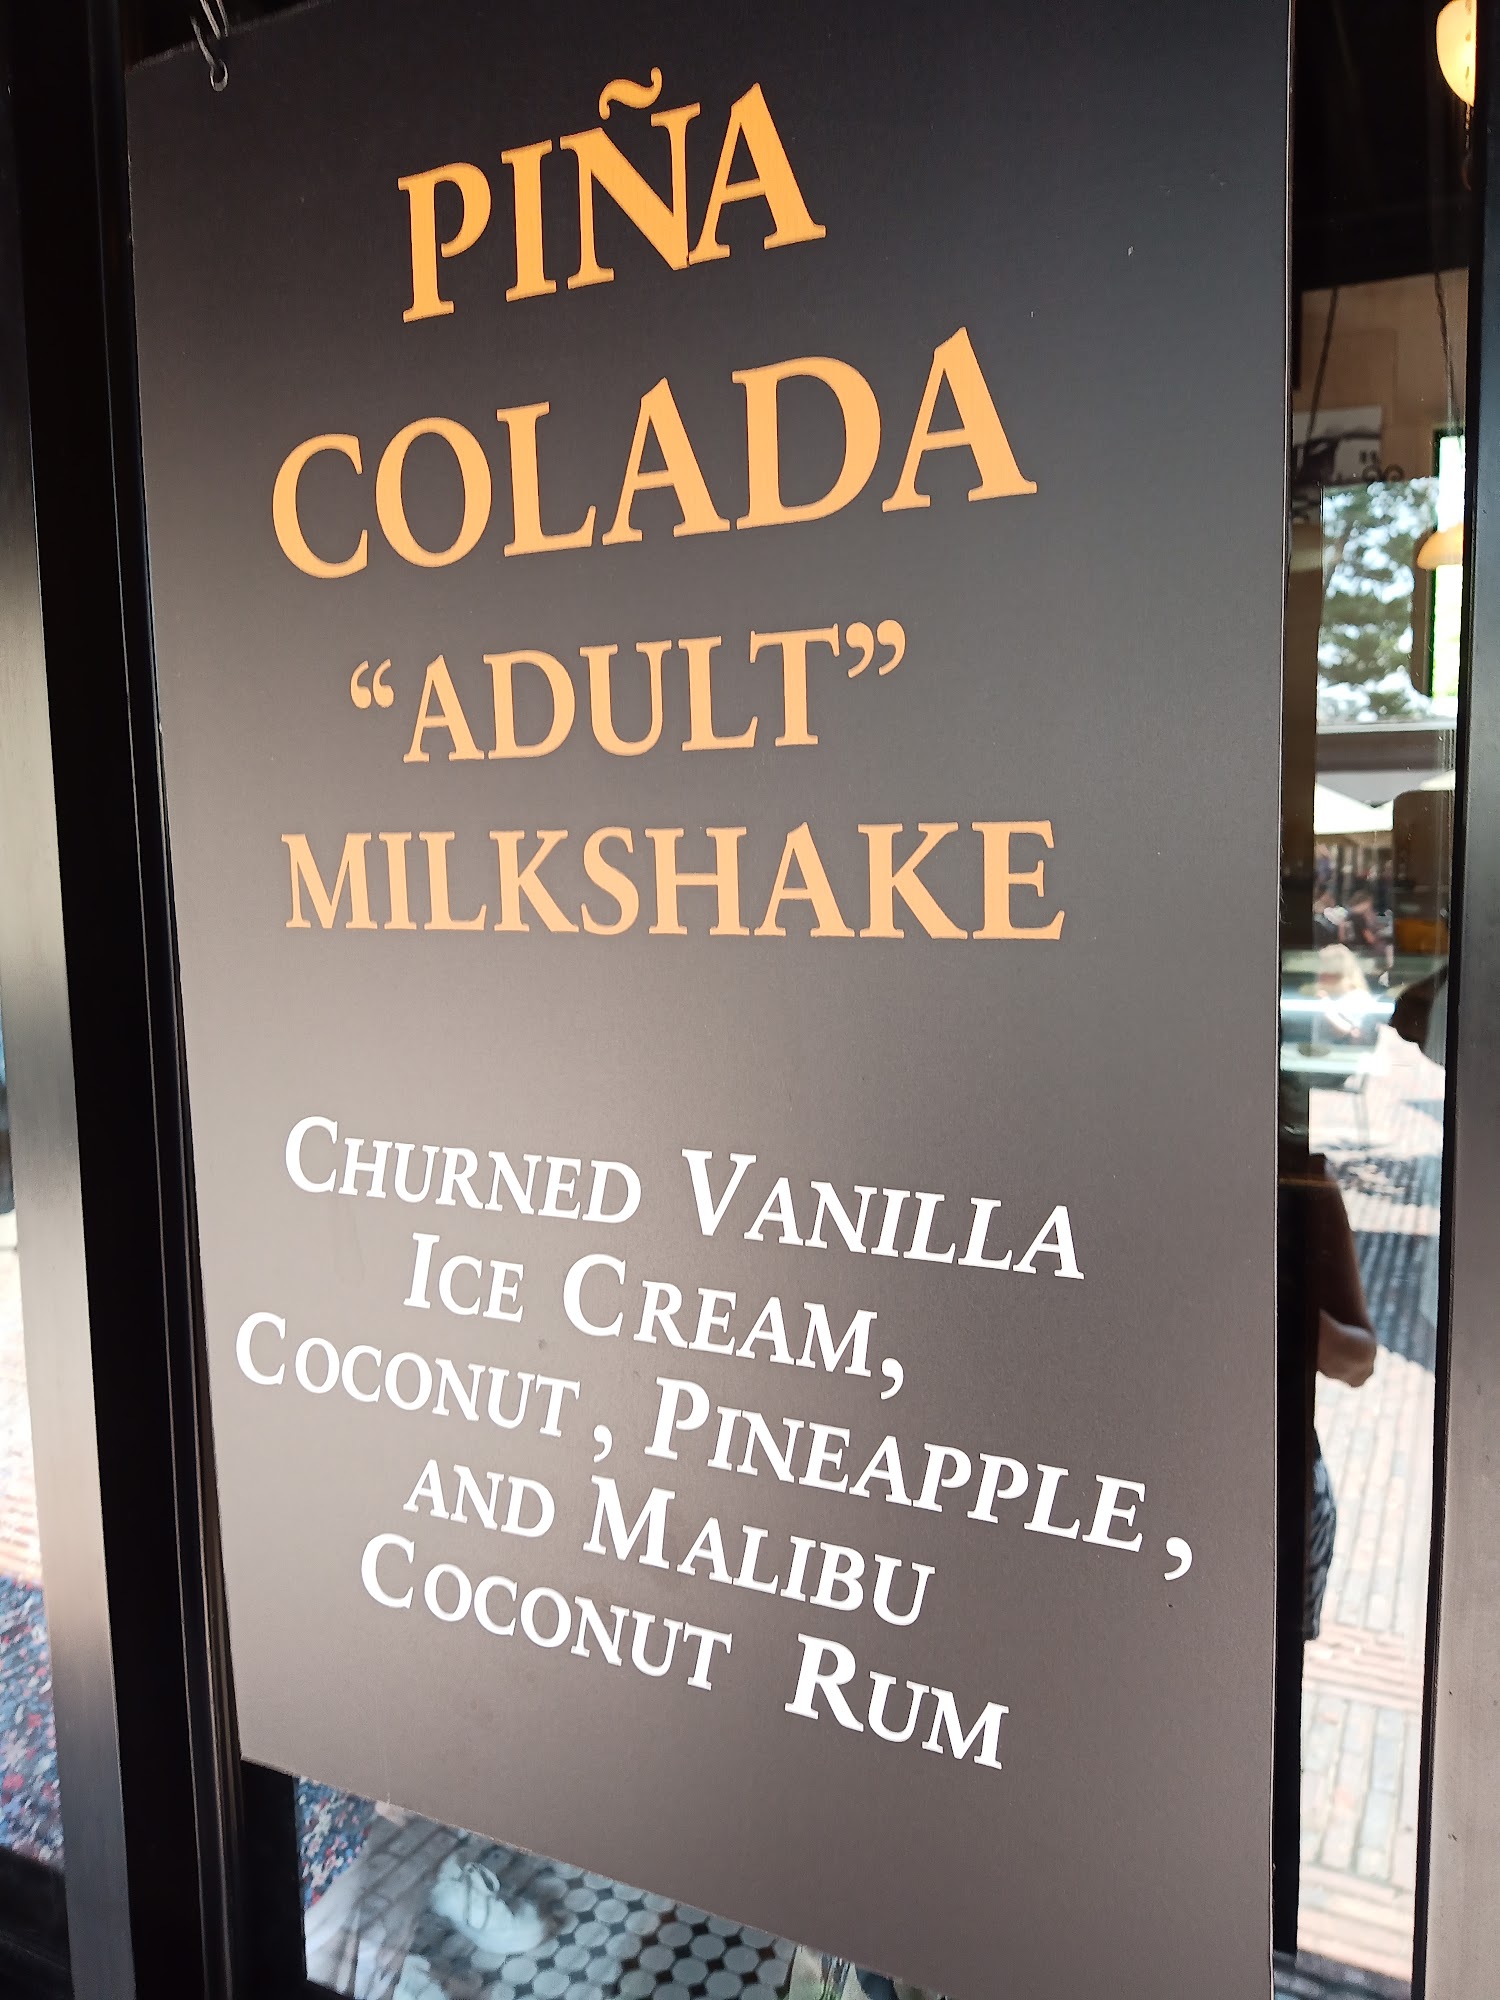 PIÑA
COLADA
“ADULT”
MILKSHAKE
CHURNED VANILLA
ICE CREAM,
COCONUT, PINEAPPLE,
AND MALIBU
COCONUT RUM